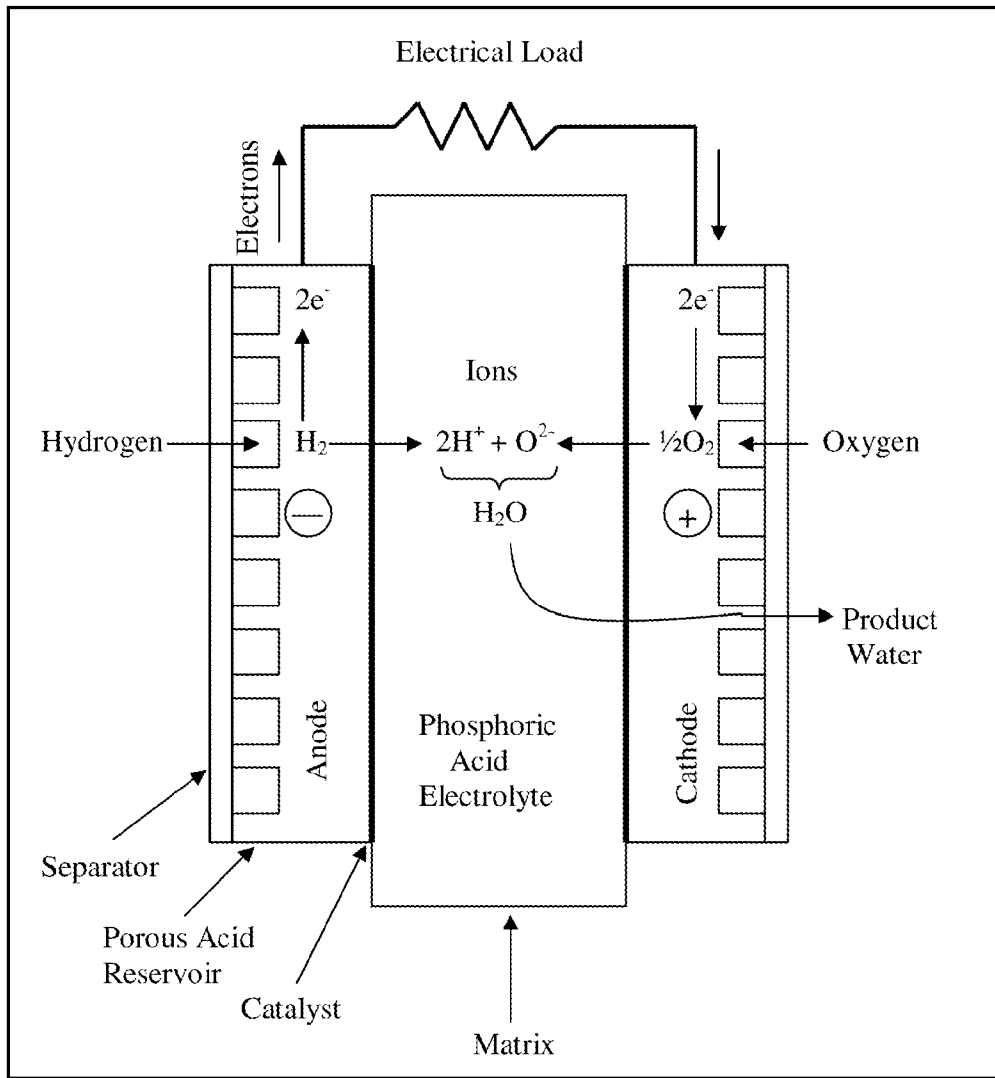 Electrical Load
Electrons
2e⁻
2e⁻
Ions
Hydrogen
H₂
2H⁺ + O²⁻
½O₂
Oxygen
—
H₂O
+
Product
Water
Anode
Phosphoric
Acid
Electrolyte
Cathode
Separator
Porous Acid
Reservoir
Catalyst
Matrix